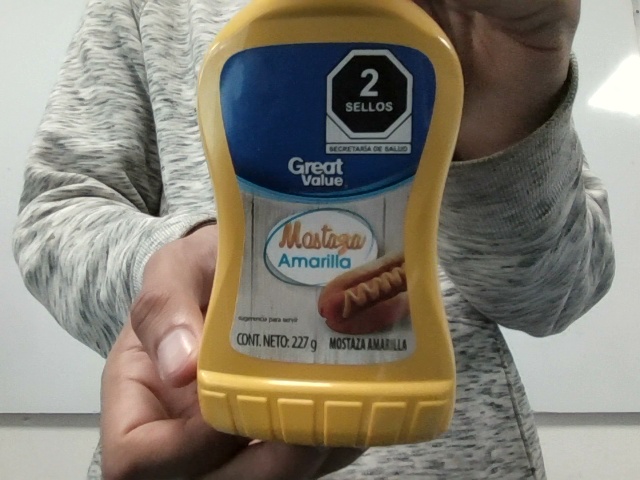 2
SELLOS
SECRETARÍA DE SALUD
Great
Value
Mostaza
Amarilla
sugerencia para servir
CONT. NETO: 227 g
MOSTAZA AMARILLA